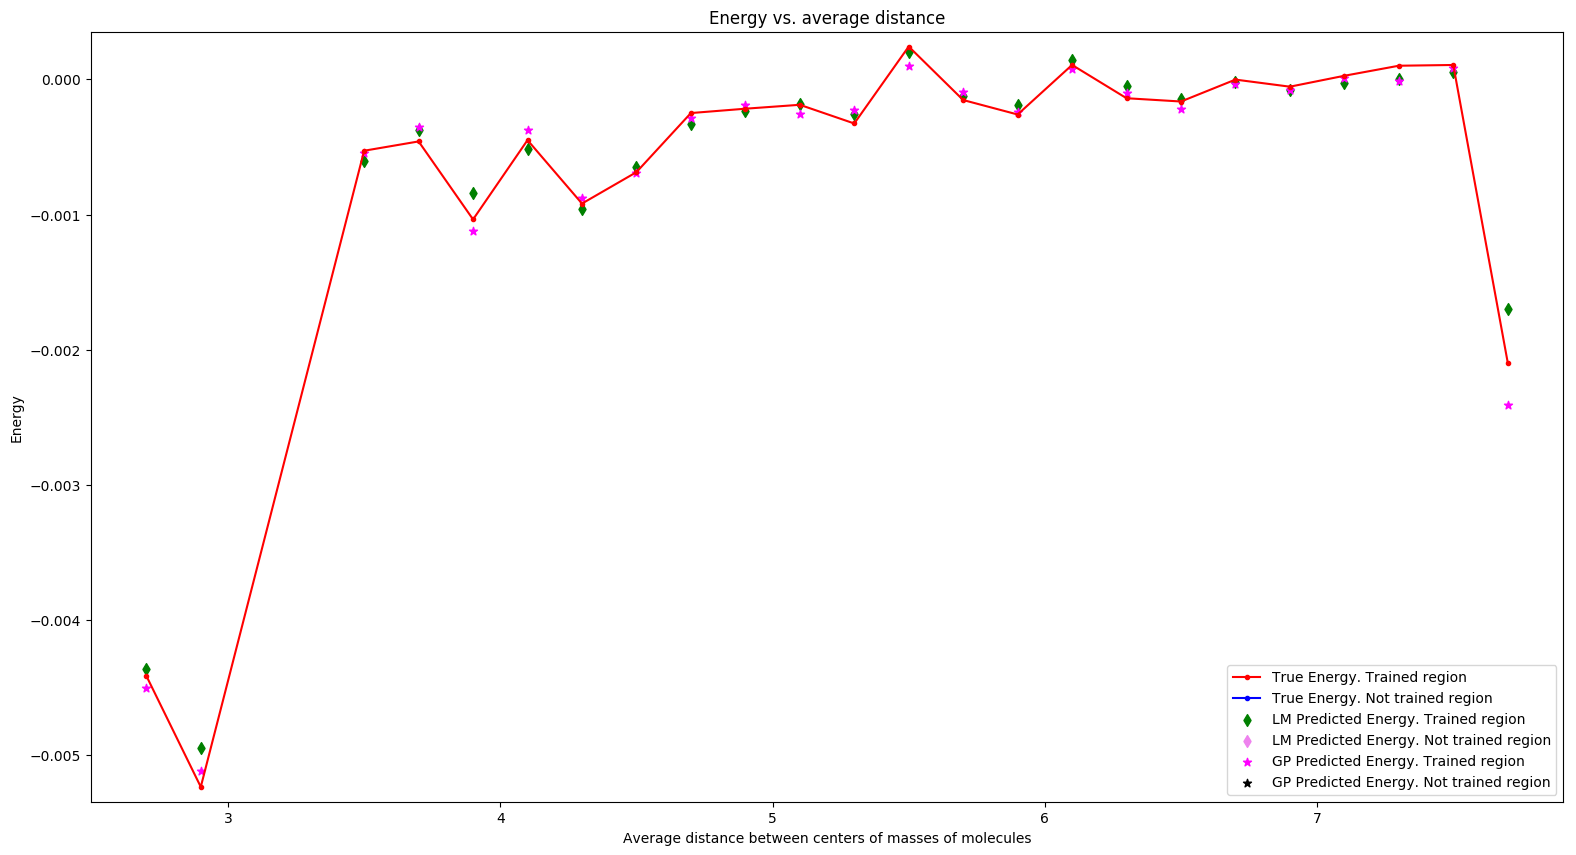 Energy vs. average distance
0.000
−0.001
−0.002
−0.003
−0.004
−0.005
Energy
3
4
5
6
7
Average distance between centers of masses of molecules
True Energy. Trained region
True Energy. Not trained region
LM Predicted Energy. Trained region
LM Predicted Energy. Not trained region
GP Predicted Energy. Trained region
GP Predicted Energy. Not trained region